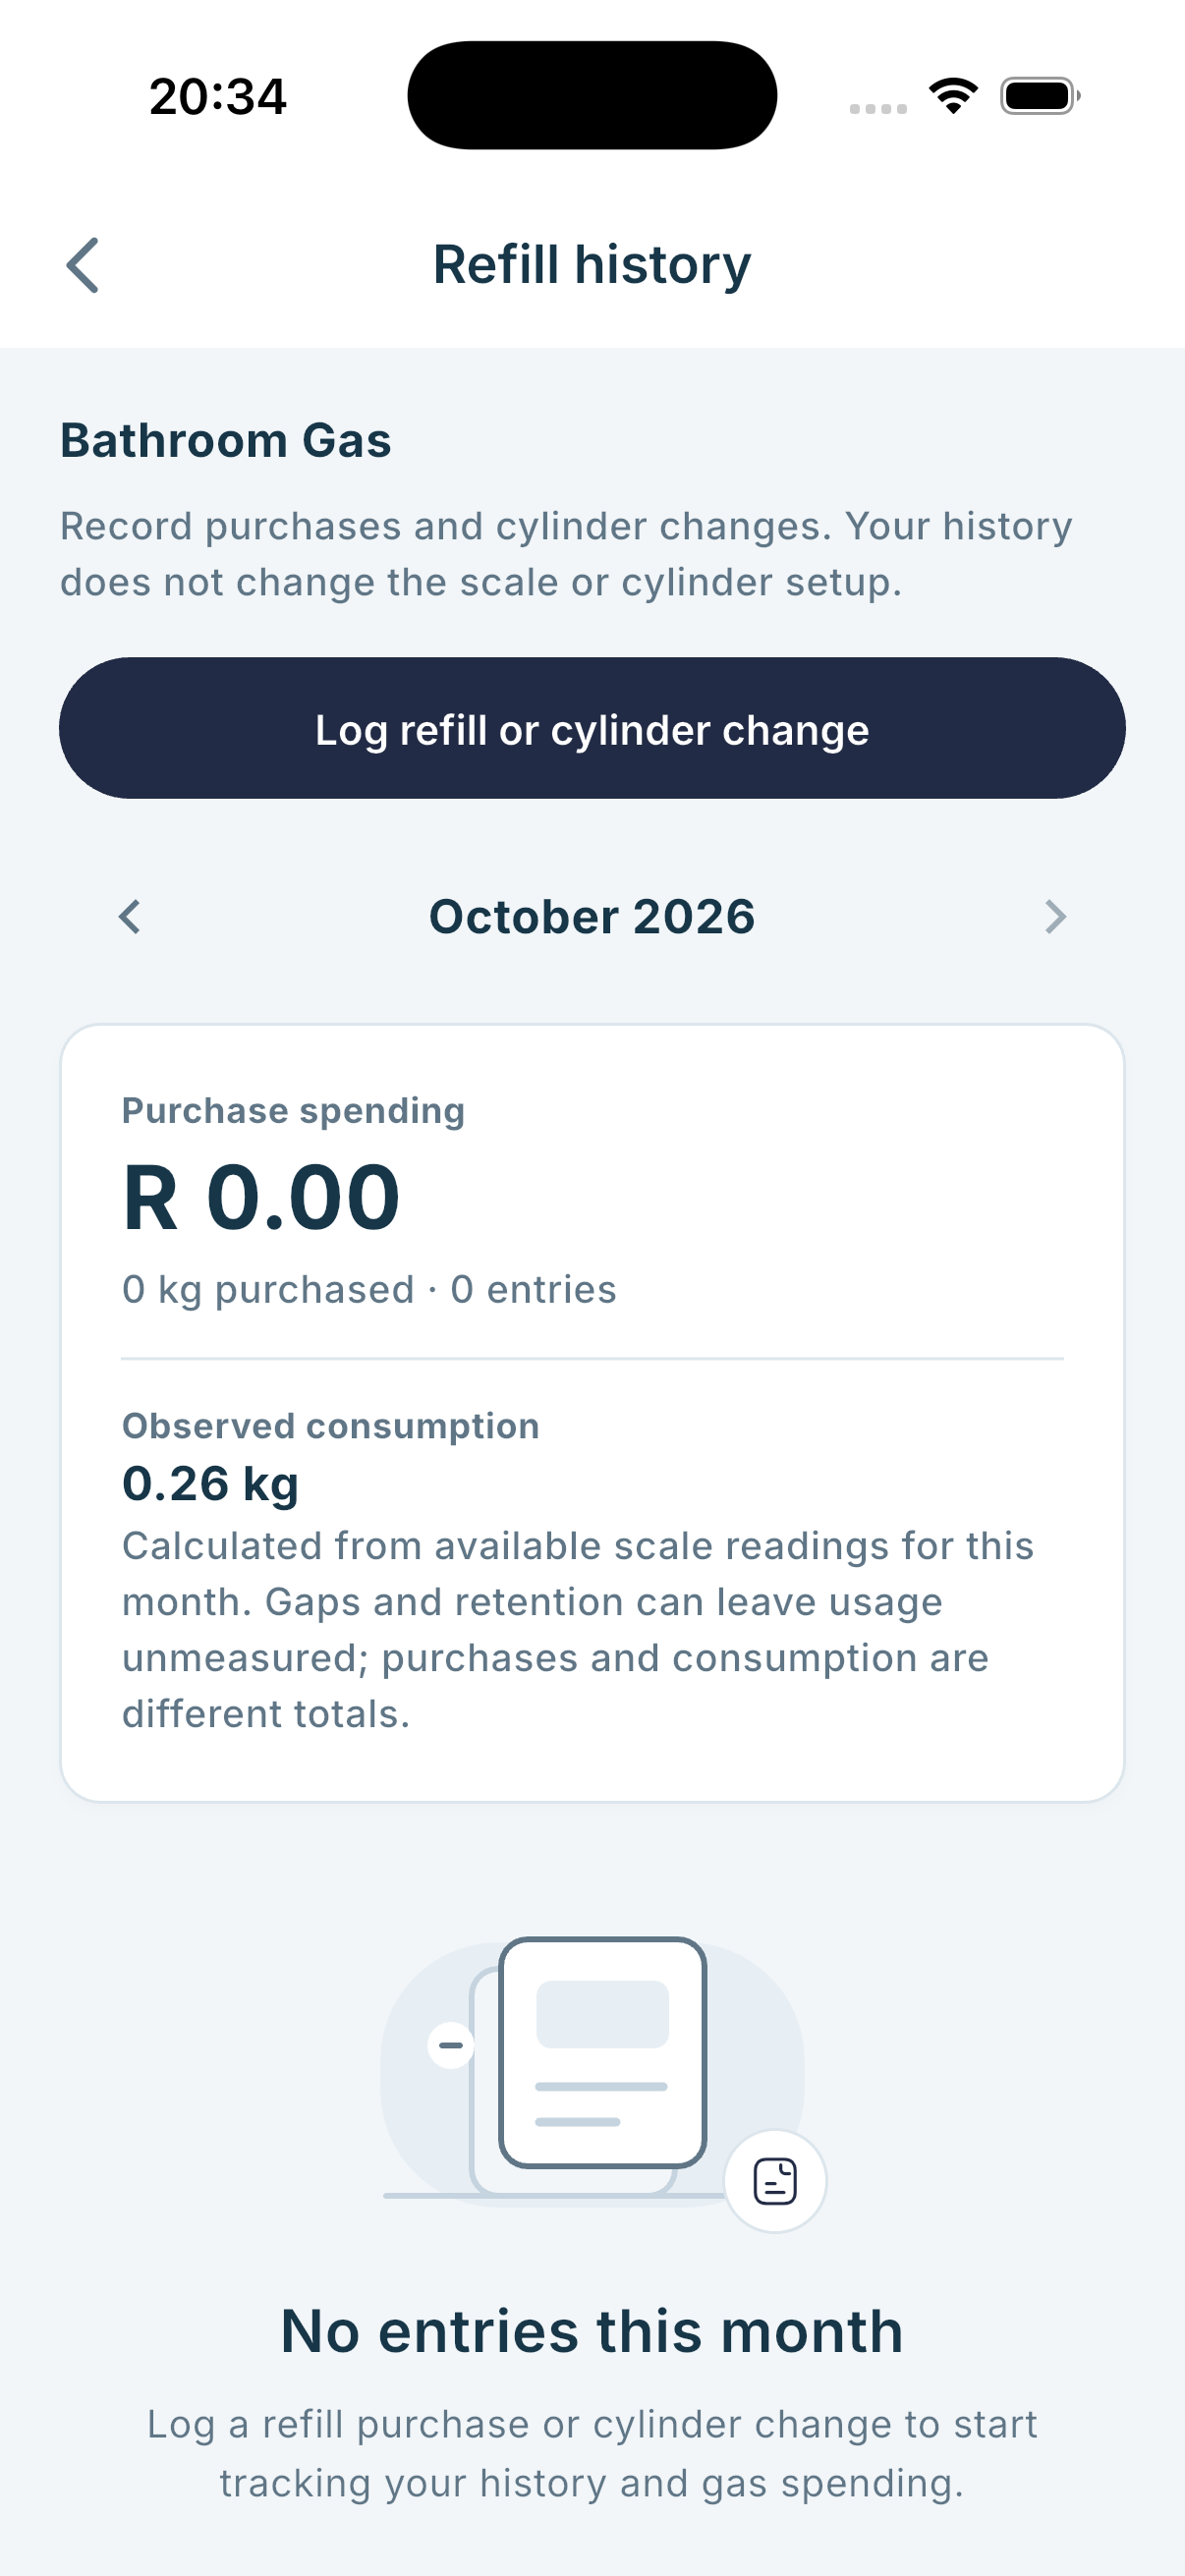 20:34
Refill history
Bathroom Gas
Record purchases and cylinder changes. Your history
does not change the scale or cylinder setup.
Log refill or cylinder change
October 2026
Purchase spending
R 0.00
0 kg purchased · 0 entries
Observed consumption
0.26 kg
Calculated from available scale readings for this
month. Gaps and retention can leave usage
unmeasured; purchases and consumption are
different totals.
No entries this month
Log a refill purchase or cylinder change to start
tracking your history and gas spending.